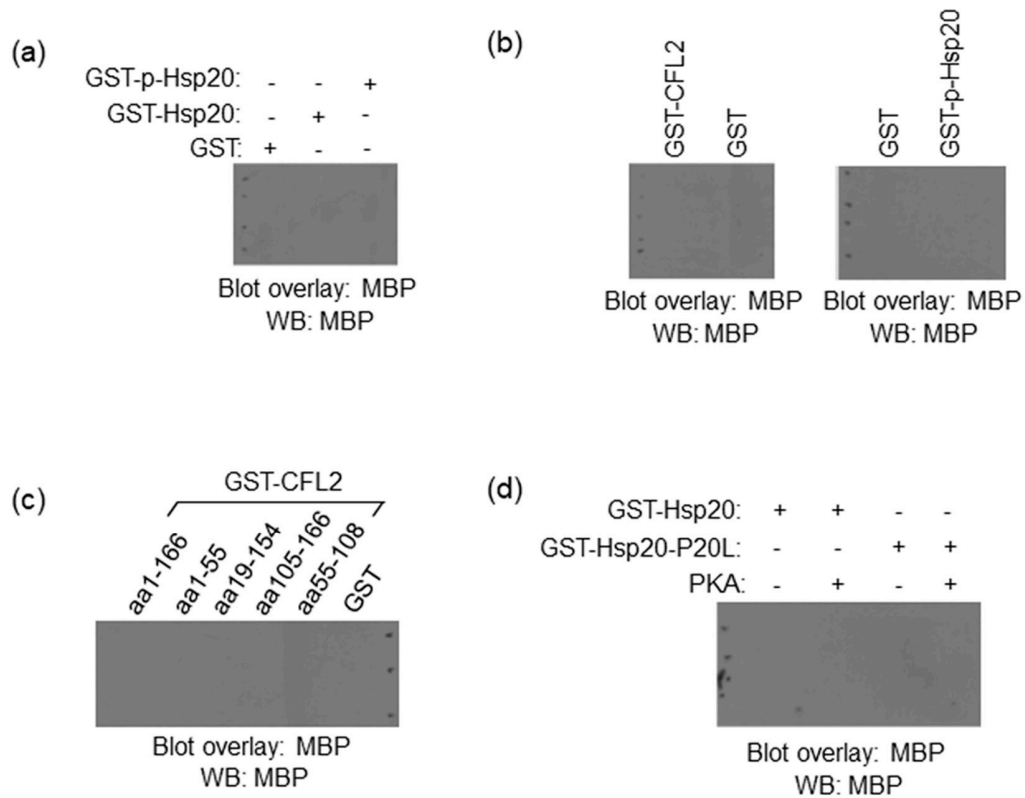 (a)
GST-p-Hsp20: - - +
GST-Hsp20: - + -
GST: + - -
Blot overlay: MBP
WB: MBP
(b)
GST-CFL2
GST
GST
GST-p-Hsp20
Blot overlay: MBP
WB: MBP
Blot overlay: MBP
WB: MBP
(c)
GST-CFL2
aa1-166
aa1-55
aa19-154
aa105-166
aa55-108
GST
Blot overlay: MBP
WB: MBP
(d)
GST-Hsp20: + + - -
GST-Hsp20-P20L: - - + +
PKA: - + - +
Blot overlay: MBP
WB: MBP